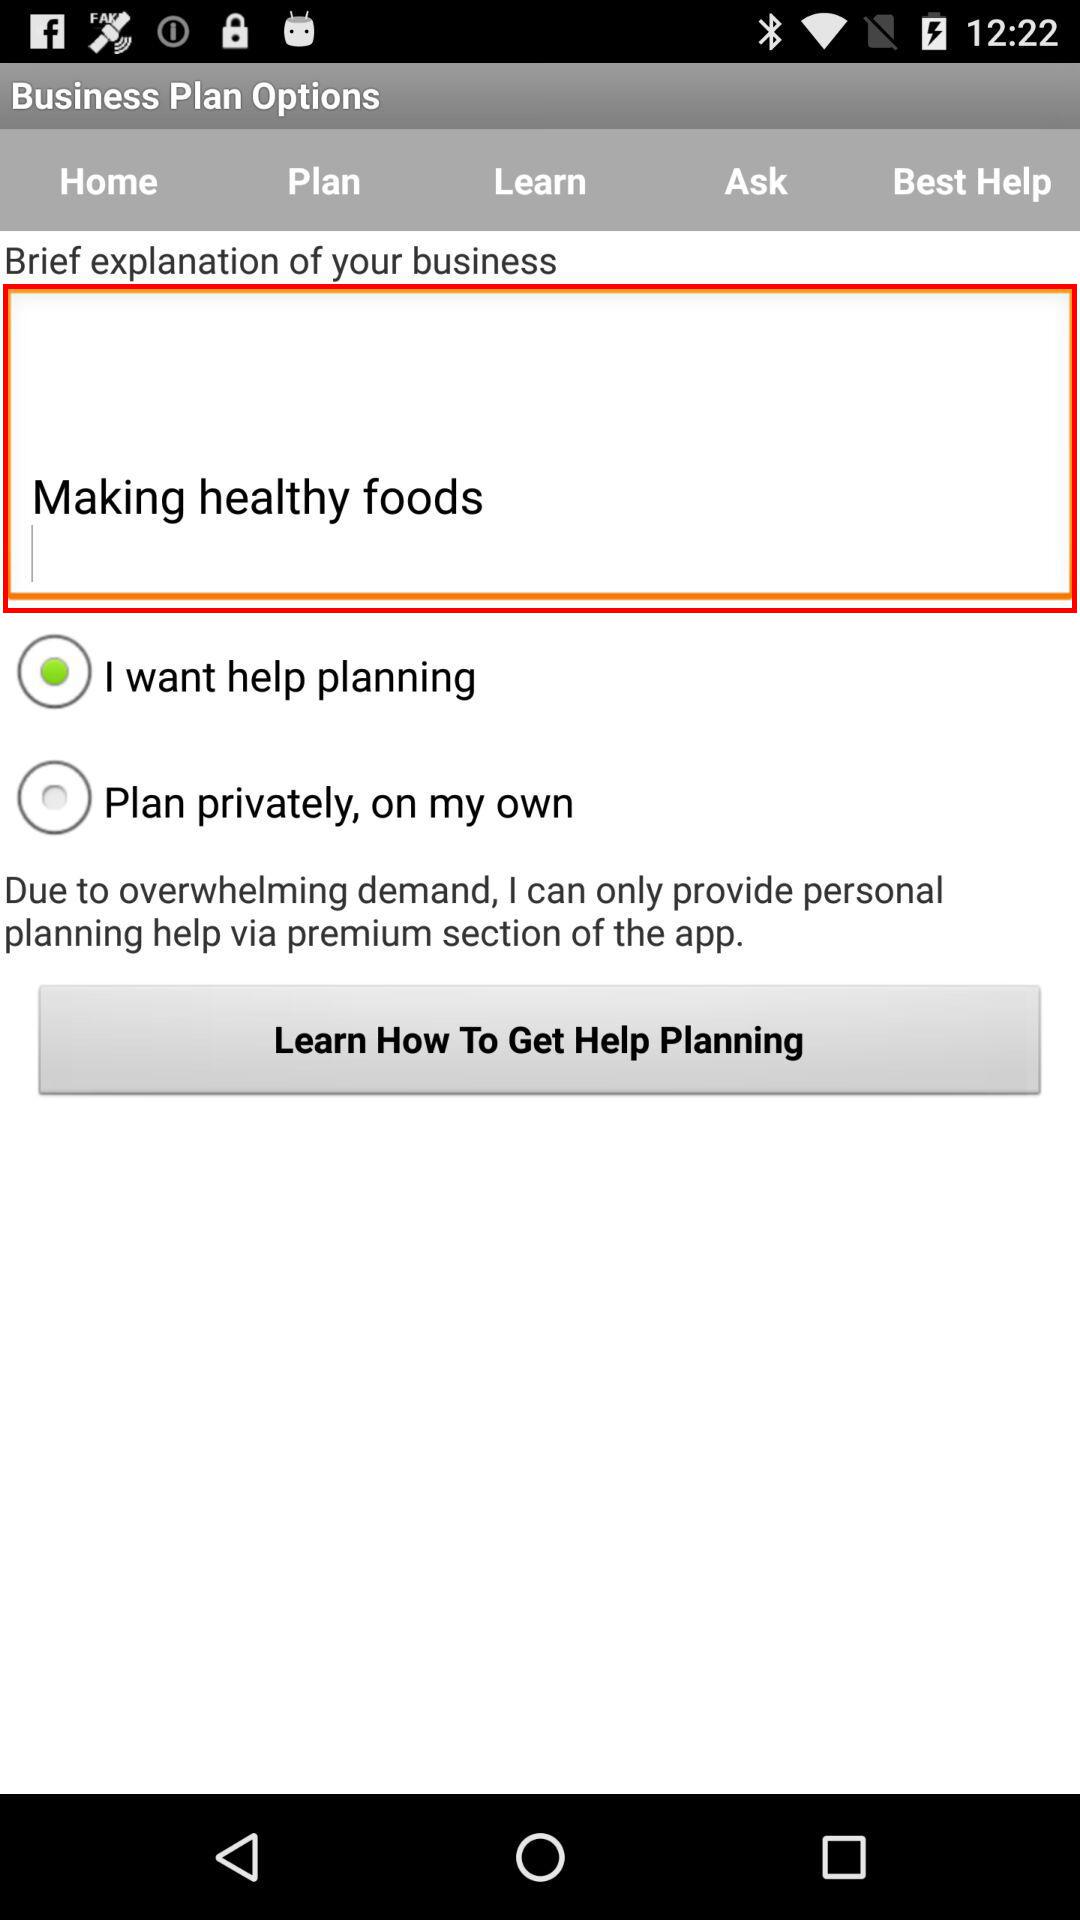 FAK
12:22
Business Plan Options
Home Plan Learn Ask Best Help
Brief explanation of your business
Making healthy foods
I want help planning
Plan privately, on my own
Due to overwhelming demand, I can only provide personal
planning help via premium section of the app.
Learn How To Get Help Planning